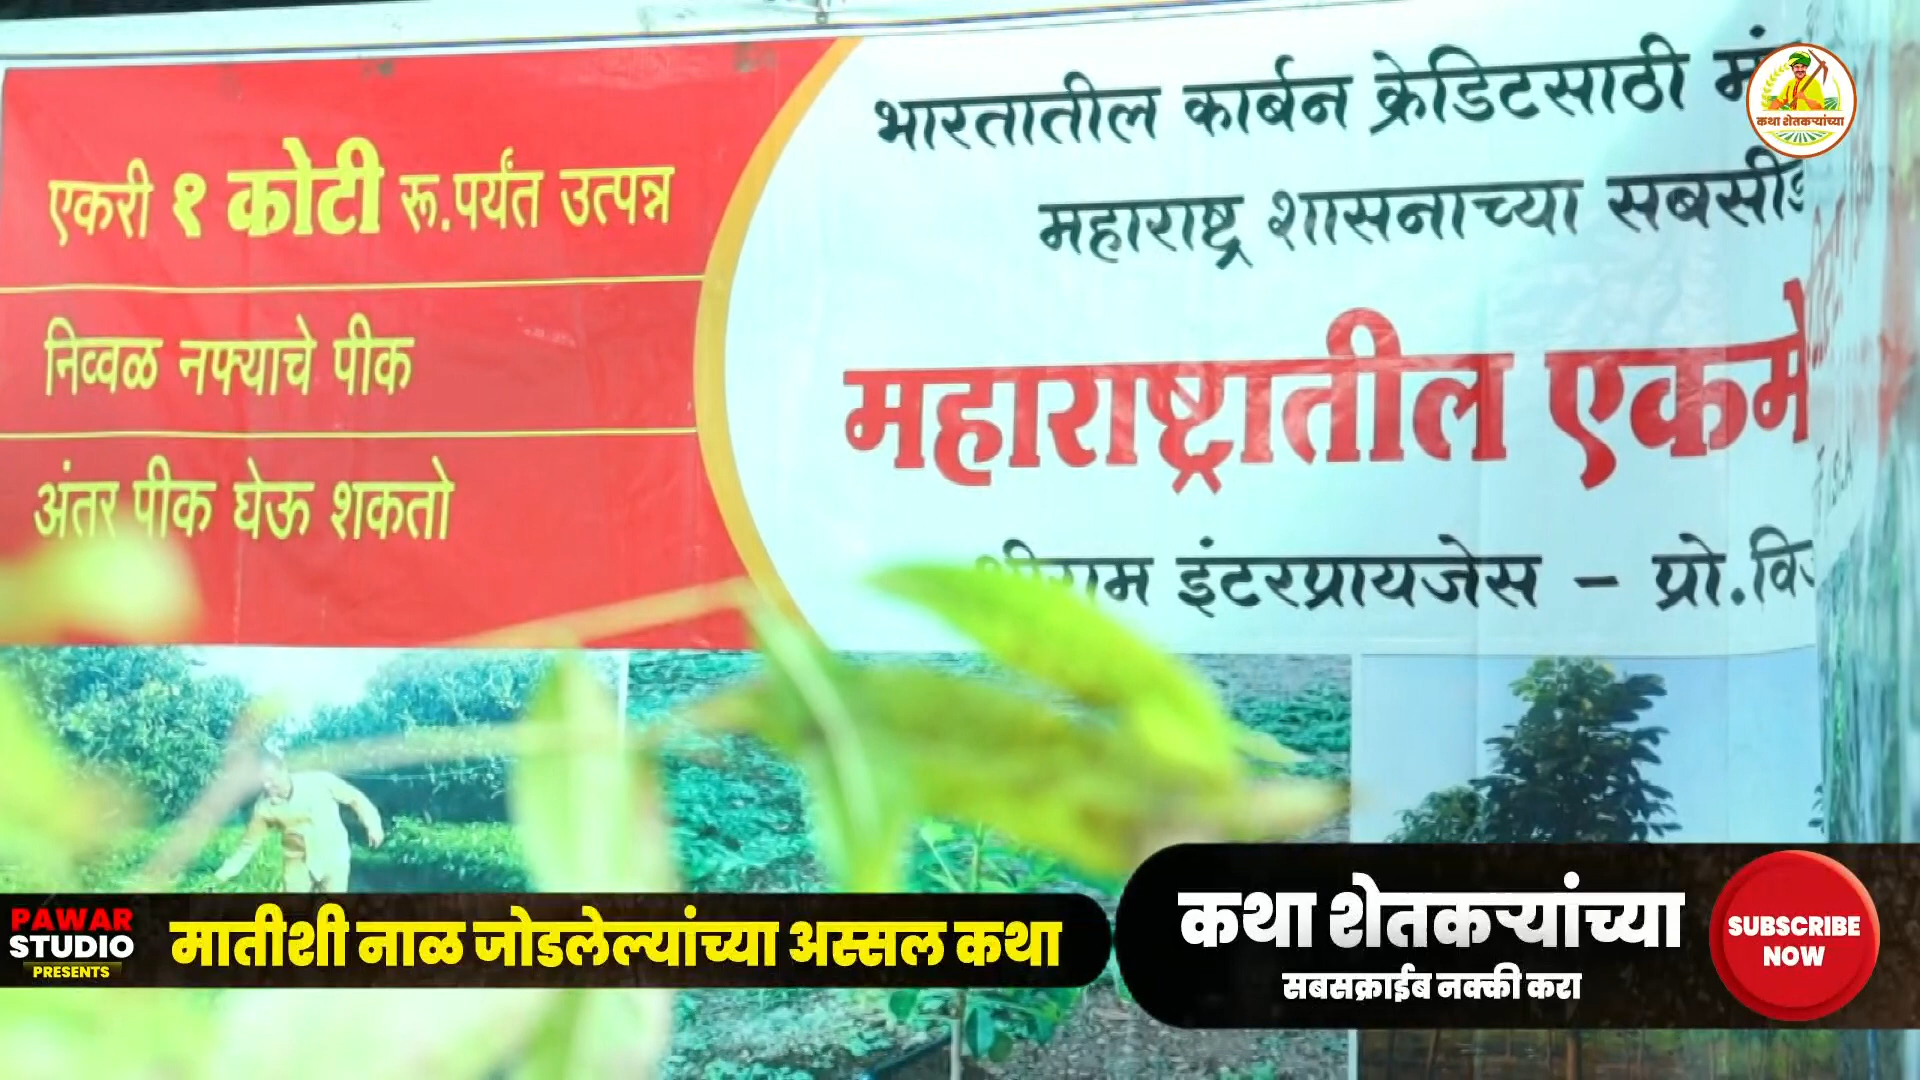 एकरी १ कोटी रू.पर्यंत उत्पन्न
निव्वळ नफ्याचे पीक
अंतर पीक घेऊ शकतो
भारतातील कार्बन क्रेडिटसाठी
महाराष्ट्र शासनाच्या
महाराष्ट्रातील
इंटरप्रायजेस – प्रो.
कथा शेतकऱ्यांच्या
PAWAR
STUDIO
PRESENTS
मातीशी नाळ जोडलेल्यांच्या अस्सल कथा
कथा शेतकऱ्यांच्या
सबसक्राईब नक्की करा
SUBSCRIBE
NOW